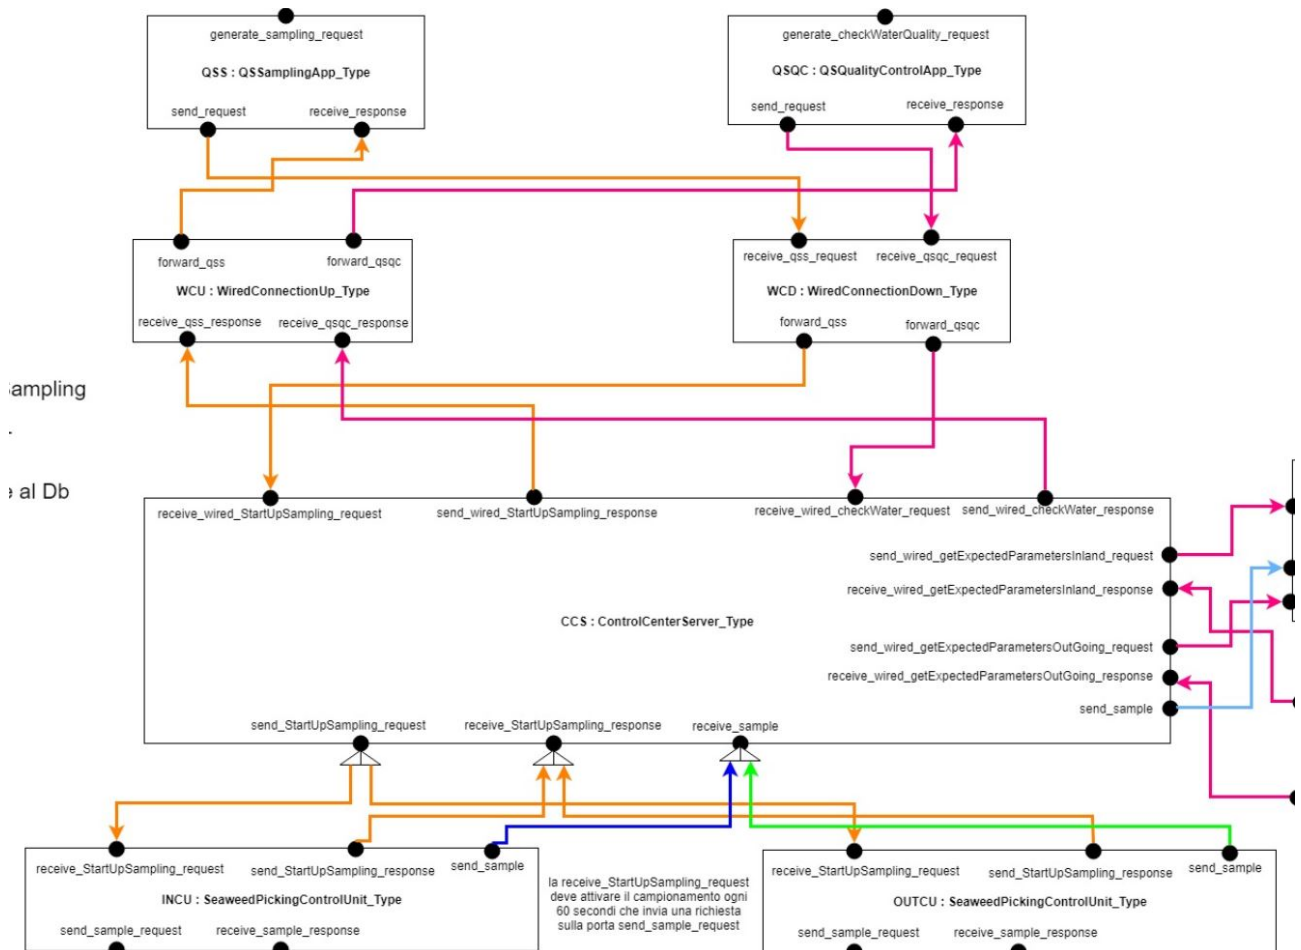 generate_sampling_request
QSS : QSSamplingApp_Type
send_request
receive_response
generate_checkWaterQuality_request
QSQC : QSQualityControlApp_Type
send_request
receive_response
forward_qss
forward_qsqc
WCU : WiredConnectionUp_Type
receive_qss_response
receive_qsqc_response
receive_qss_request
receive_qsqc_request
WCD : WiredConnectionDown_Type
forward_qss
forward_qsqc
Sampling
e al Db
receive_wired_StartUpSampling_request
send_wired_StartUpSampling_response
receive_wired_checkWater_request
send_wired_checkWater_response
send_wired_getExpectedParametersInland_request
receive_wired_getExpectedParametersInland_response
CCS : ControlCenterServer_Type
send_wired_getExpectedParametersOutGoing_request
receive_wired_getExpectedParametersOutGoing_response
send_sample
send_StartUpSampling_request
receive_StartUpSampling_response
receive_sample
receive_StartUpSampling_request
send_StartUpSampling_response
send_sample
INCU : SeaweedPickingControlUnit_Type
send_sample_request
receive_sample_response
la receive_StartUpSampling_request
deve attivare il campionamento ogni
60 secondi che invia una richiesta
sulla porta send_sample_request
receive_StartUpSampling_request
send_StartUpSampling_response
send_sample
OUTCU : SeaweedPickingControlUnit_Type
send_sample_request
receive_sample_response